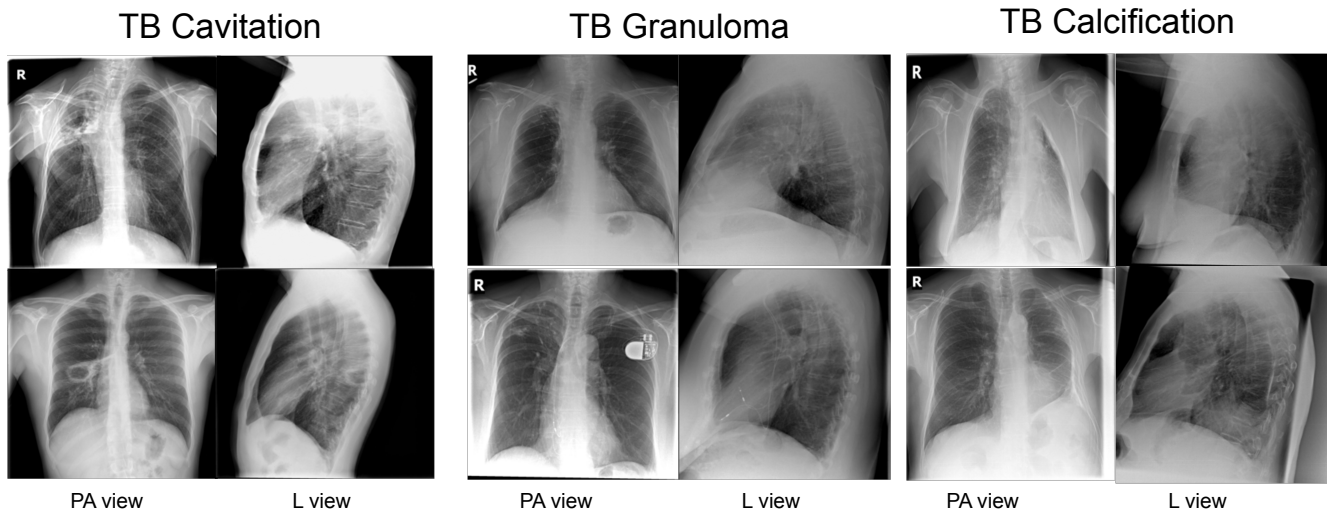 TB Cavitation
TB Granuloma
TB Calcification
R
R
R
R
R
PA view
L view
PA view
L view
PA view
L view